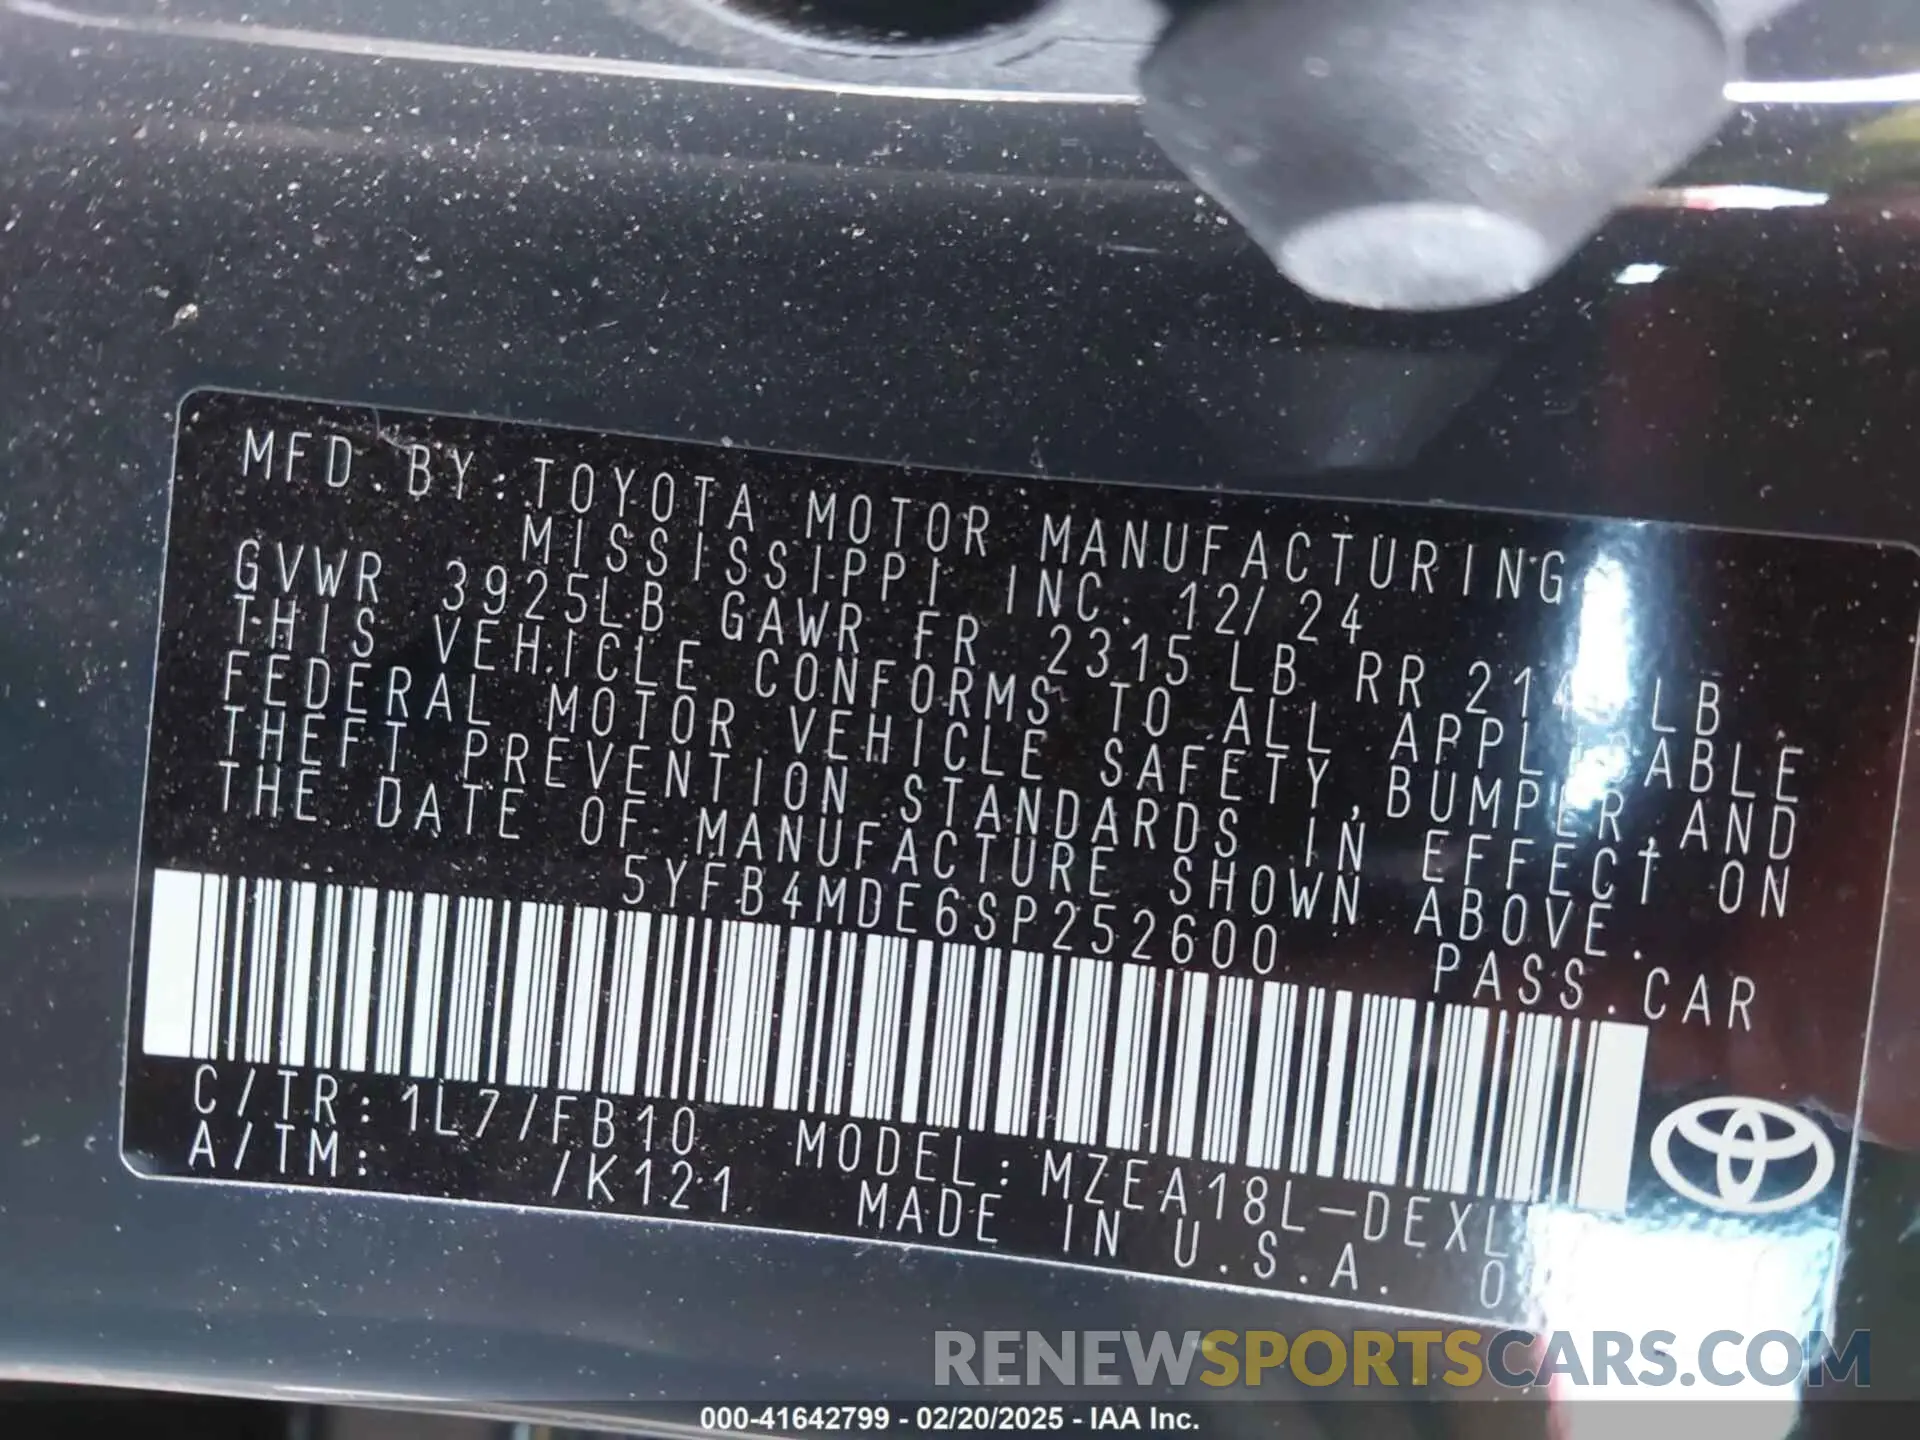 MFD.BY:TOYOTA MOTOR MANUFACTURING
MISSISSIPPI INC. 12/24
GVWR 3925LB GAWR FR 2315LB RR LB
THIS VEHICLE CONFORMS TO ALL APPLICABLE
FEDERAL MOTOR VEHICLE SAFETY,BUMPER,AND
THEFT PREVENTION STANDARDS IN EFFECT ON
THE DATE OF MANUFACTURE SHOWN ABOVE.
5YFB4MDE6SP252600 PASS.CAR
C/TR:1L7/FB10 MODEL:MZEA18L-DEXL
A/TM: /K121 MADE IN U.S.A.
RENEWSPORTSCARS.COM
000-41642799 - 02/20/2025 - IAA Inc.